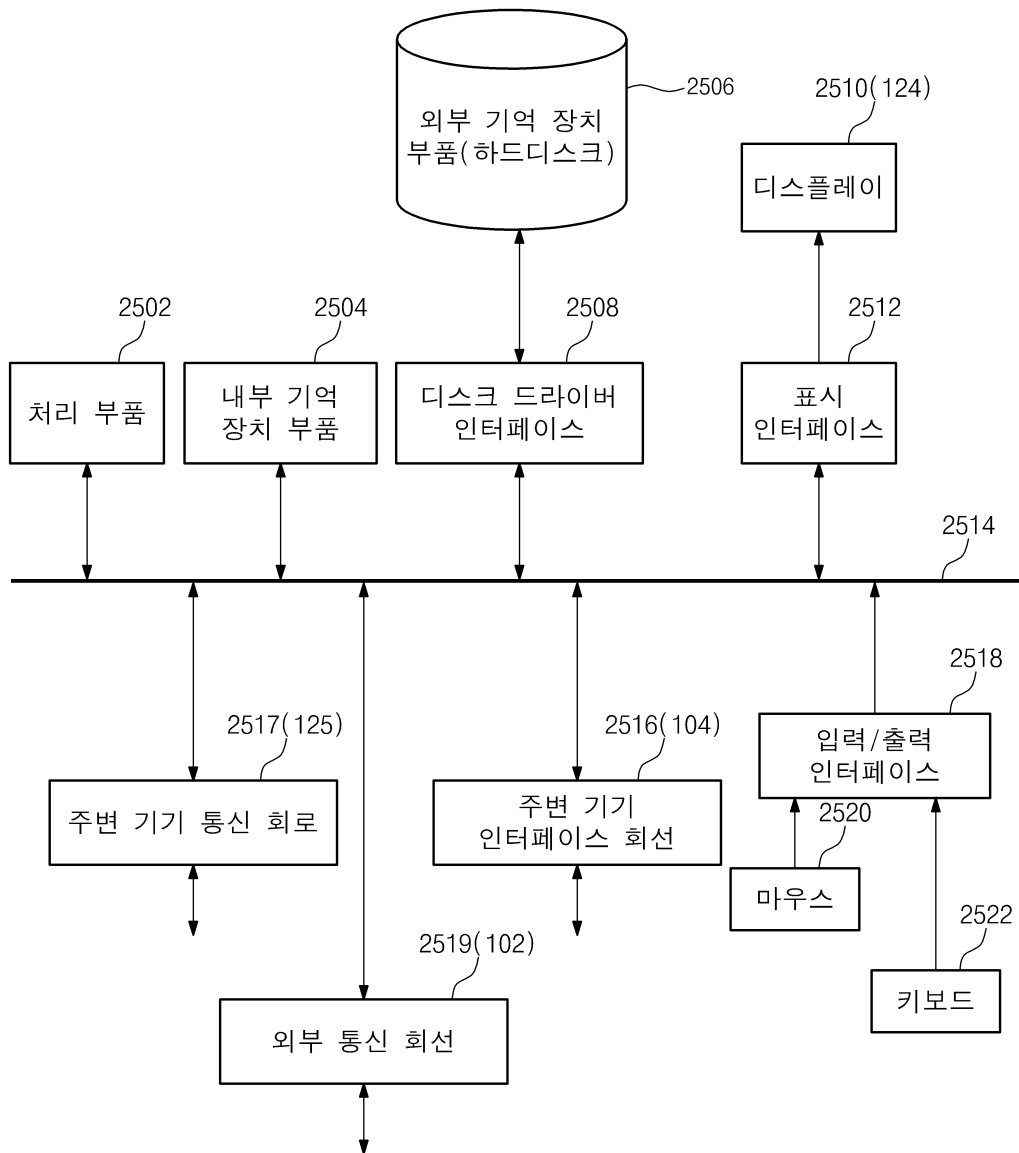 2506
외부 기억 장치
부품(하드디스크)
2510(124)
디스플레이
2502
처리 부품
2504
내부 기억
장치 부품
2508
디스크 드라이버
인터페이스
2512
표시
인터페이스
2514
2517(125)
주변 기기 통신 회로
2516(104)
주변 기기
인터페이스 회선
2518
입력/출력
인터페이스
2520
마우스
2519(102)
외부 통신 회선
2522
키보드